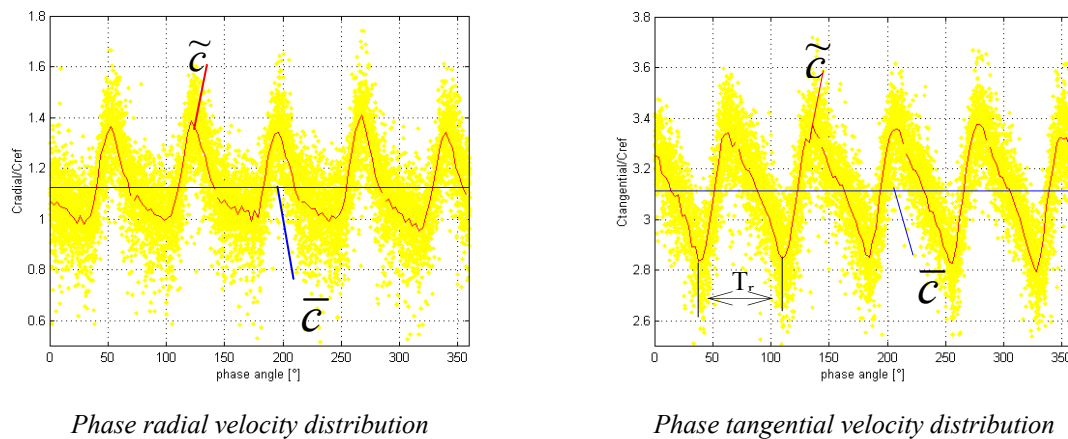 1.8
1.6
1.4
1.2
1
0.8
0.6
Cradial/Cref
c̃
c̅
0 50 100 150 200 250 300 350
phase angle [°]
Phase radial velocity distribution
3.8
3.6
3.4
3.2
3
2.8
2.6
Ctangential/Cref
c̃
Tr
c̅
0 50 100 150 200 250 300 350
phase angle [°]
Phase tangential velocity distribution